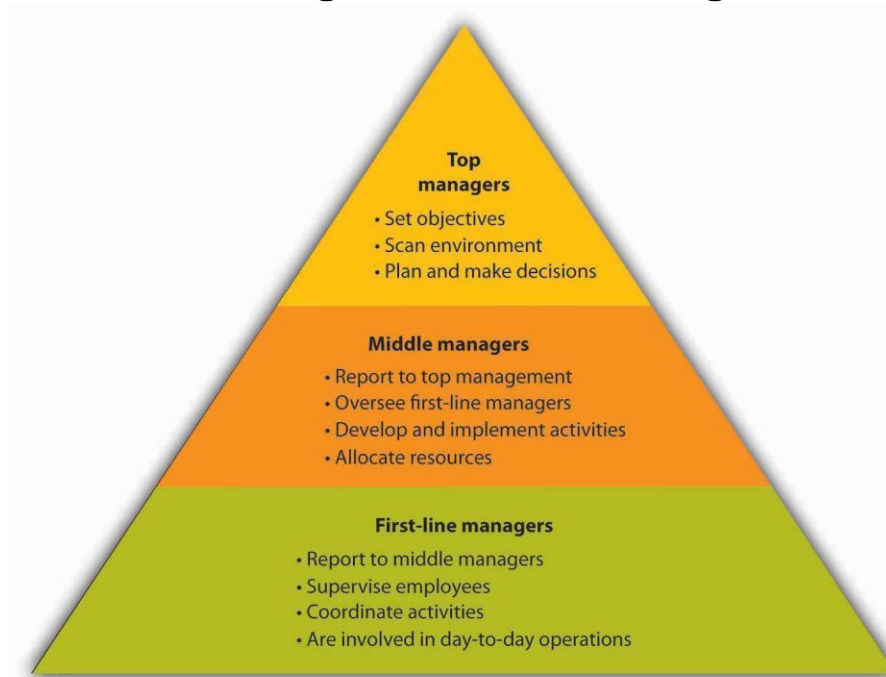 Top
managers
• Set objectives
• Scan environment
• Plan and make decisions
Middle managers
• Report to top management
• Oversee first-line managers
• Develop and implement activities
• Allocate resources
First-line managers
• Report to middle managers
• Supervise employees
• Coordinate activities
• Are involved in day-to-day operations